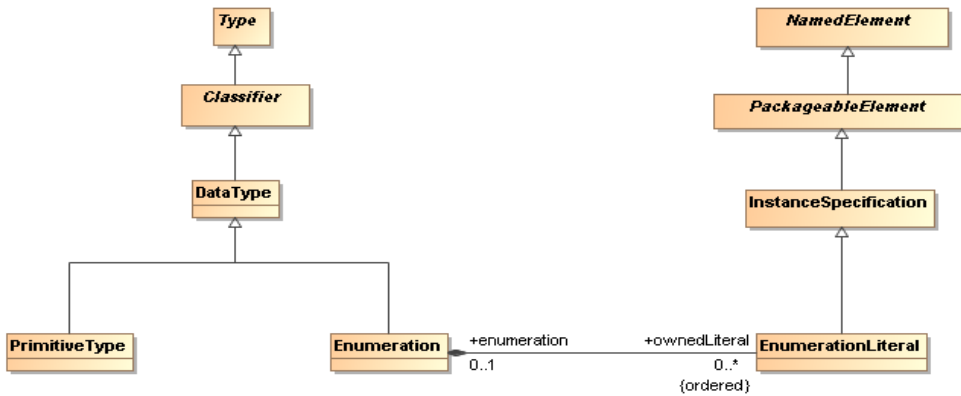 Type
NamedElement
Classifier
PackageableElement
DataType
InstanceSpecification
PrimitiveType
Enumeration
+enumeration
0..1
+ownedLiteral
0..*
{ordered}
EnumerationLiteral